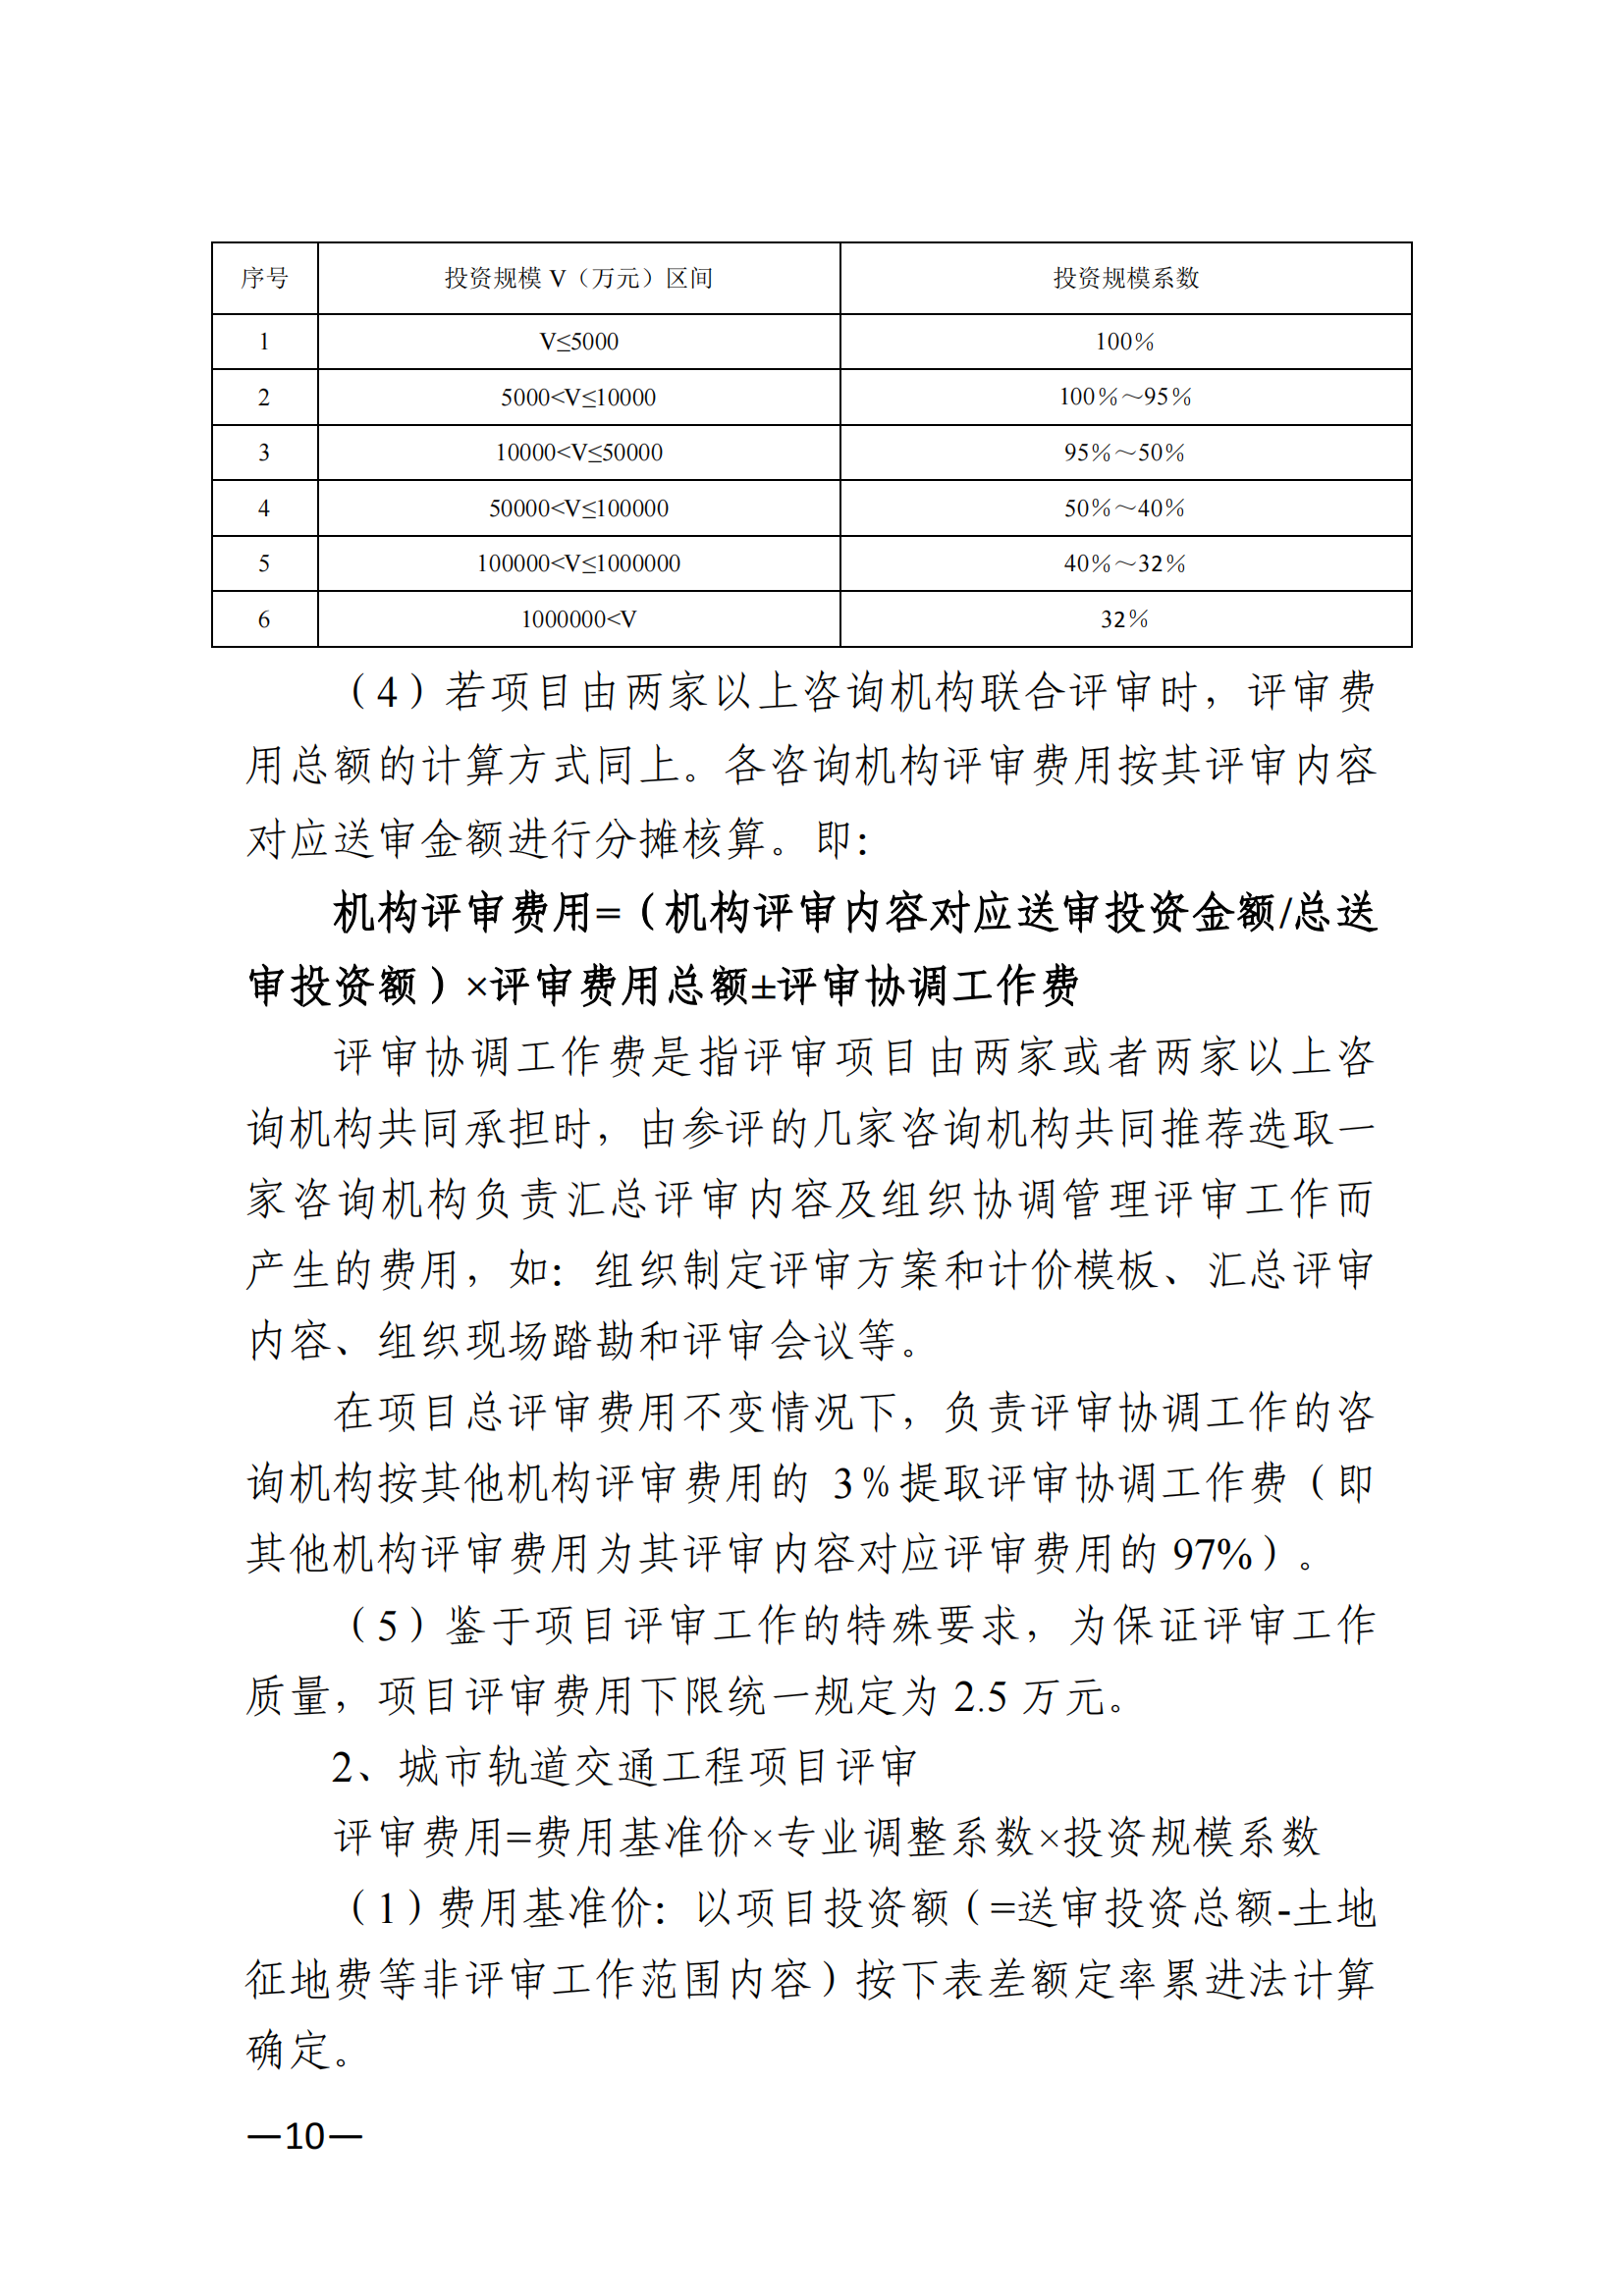 序号 投资规模 V（万元）区间 投资规模系数
1 V≤5000 100％
2 5000<V≤10000 100％～95％
3 10000<V≤50000 95％～50％
4 50000<V≤100000 50％～40％
5 100000<V≤1000000 40％～32％
6 1000000<V 32％
（4）若项目由两家以上咨询机构联合评审时，评审费
用总额的计算方式同上。各咨询机构评审费用按其评审内容
对应送审金额进行分摊核算。即：
机构评审费用=（机构评审内容对应送审投资金额/总送
审投资额）×评审费用总额±评审协调工作费
评审协调工作费是指评审项目由两家或者两家以上咨
询机构共同承担时，由参评的几家咨询机构共同推荐选取一
家咨询机构负责汇总评审内容及组织协调管理评审工作而
产生的费用，如：组织制定评审方案和计价模板、汇总评审
内容、组织现场踏勘和评审会议等。
在项目总评审费用不变情况下，负责评审协调工作的咨
询机构按其他机构评审费用的 3％提取评审协调工作费（即
其他机构评审费用为其评审内容对应评审费用的 97%）。
（5）鉴于项目评审工作的特殊要求，为保证评审工作
质量，项目评审费用下限统一规定为 2.5 万元。
2、城市轨道交通工程项目评审
评审费用=费用基准价×专业调整系数×投资规模系数
（1）费用基准价：以项目投资额（=送审投资总额-土地
征地费等非评审工作范围内容）按下表差额定率累进法计算
确定。
—10—